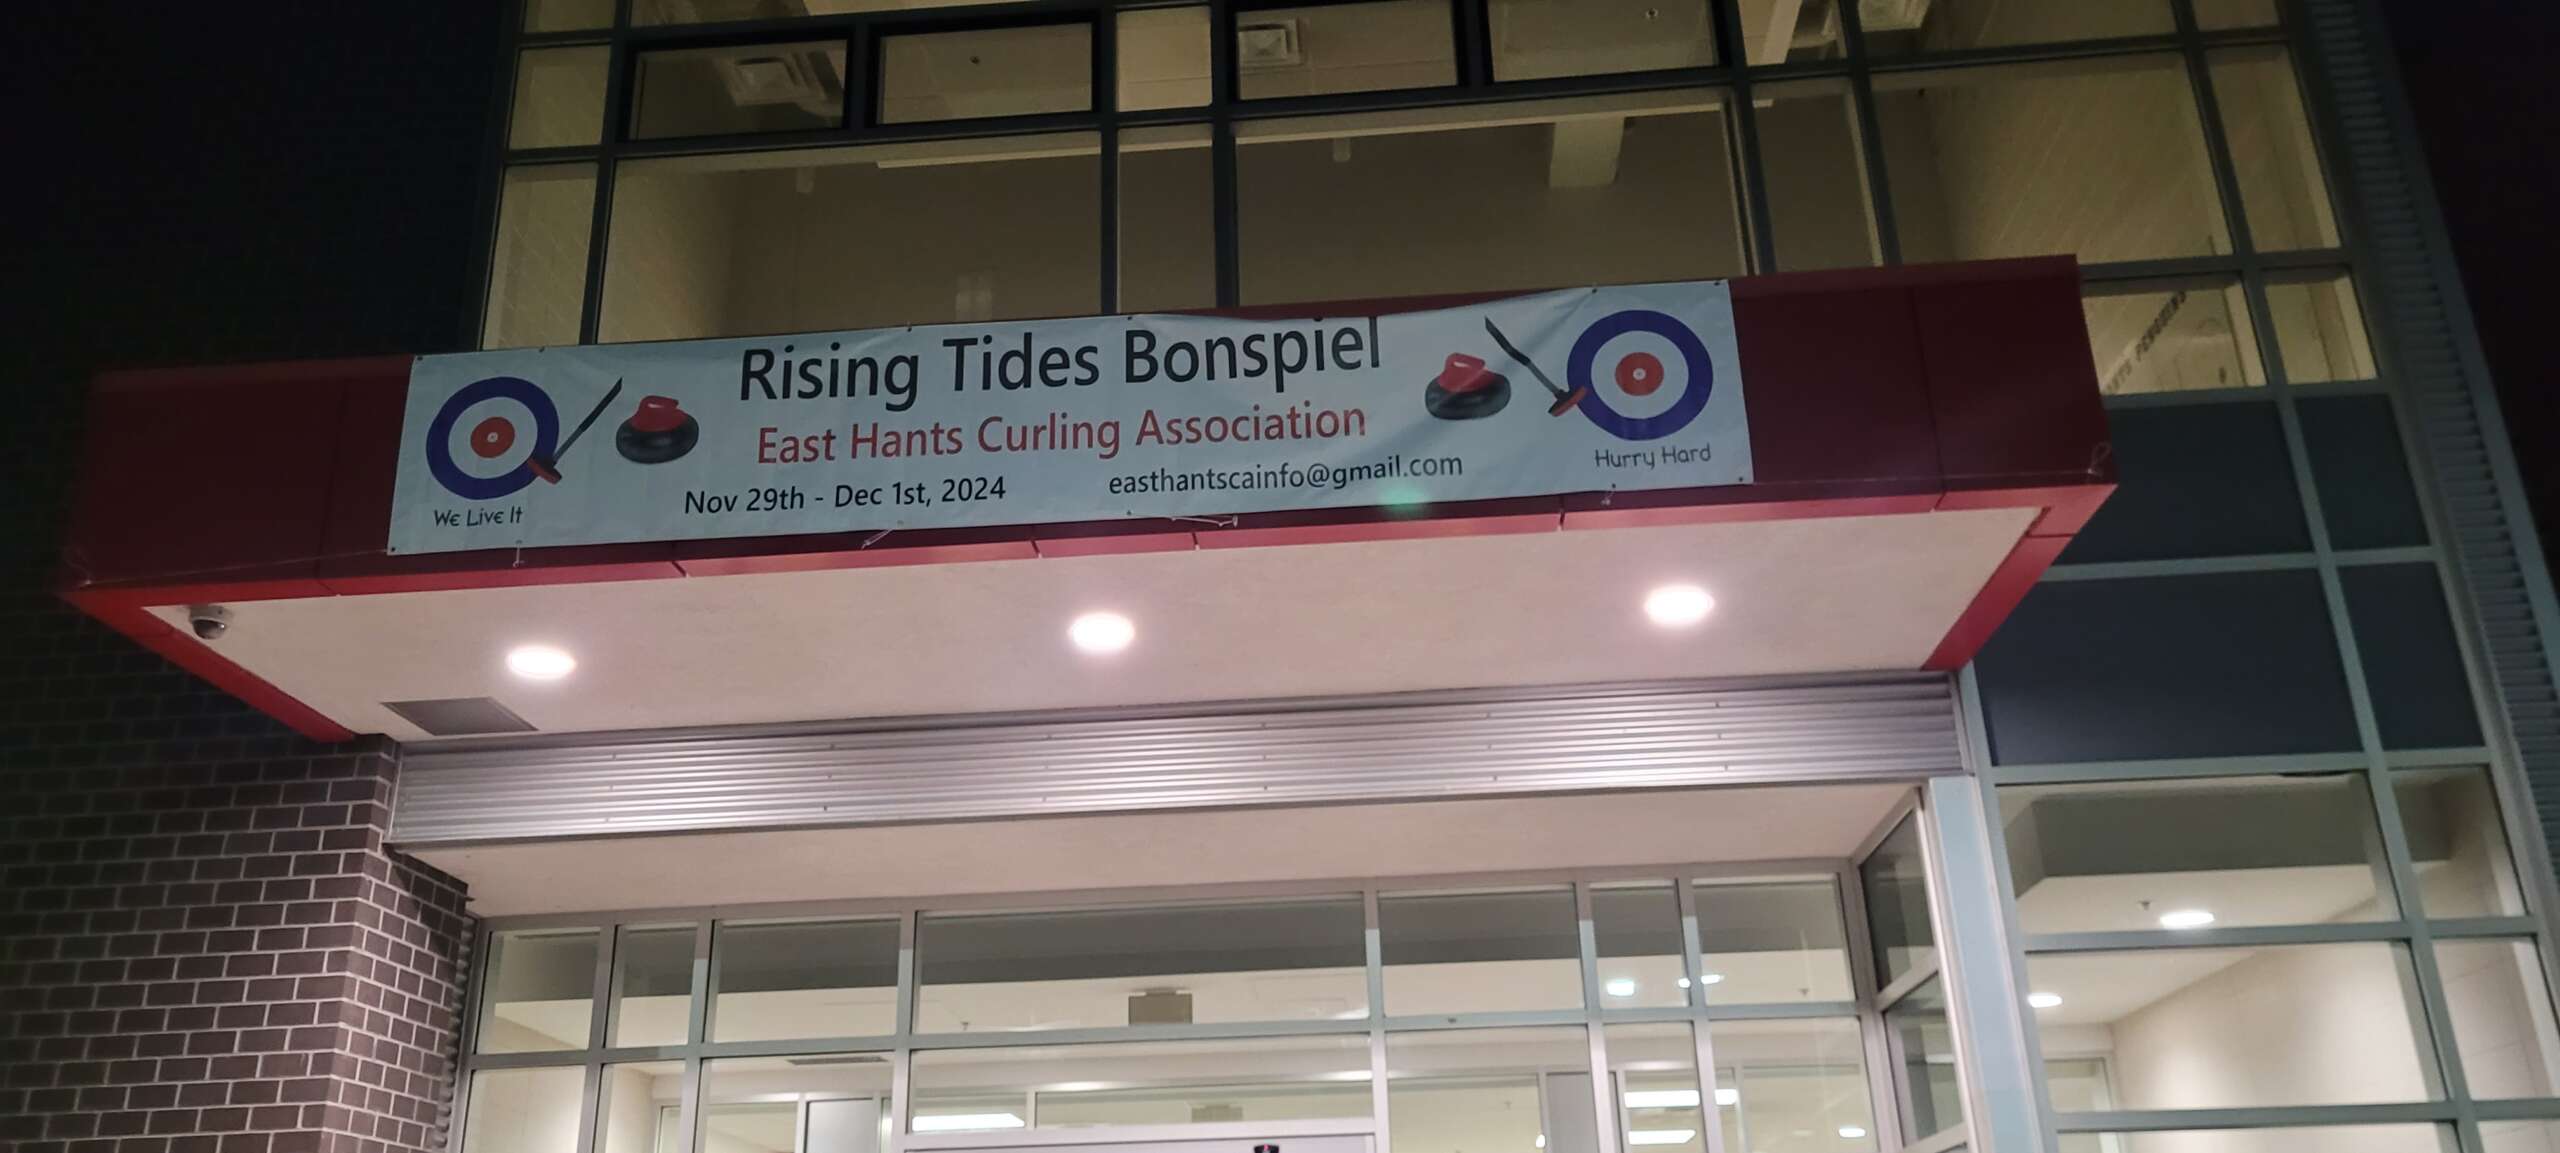 Rising Tides Bonspiel
East Hants Curling Association
Nov 29th - Dec 1st, 2024
easthantscainfo@gmail.com
We Live It
Hurry Hard